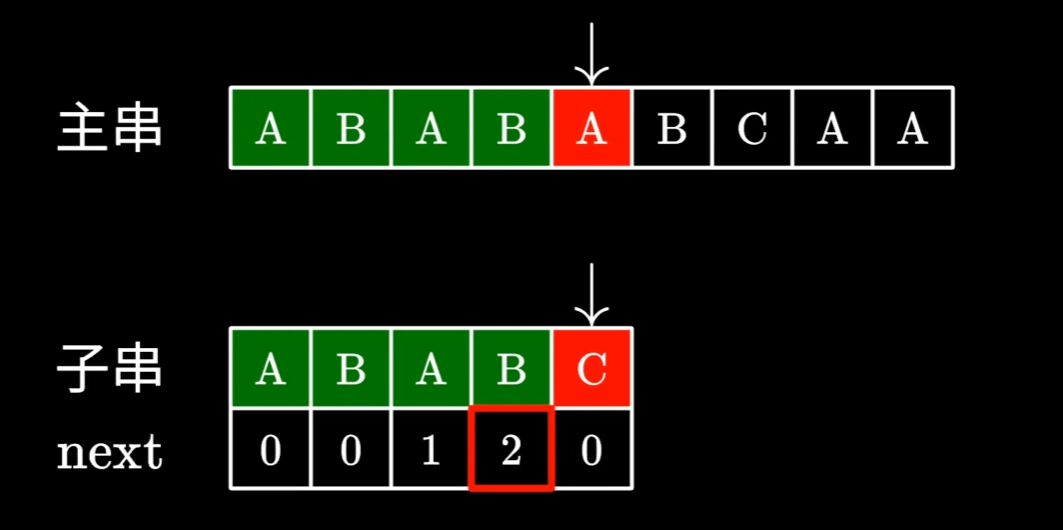 主串 A B A B A B C A A
子串 A B A B C
next 0 0 1 2 0